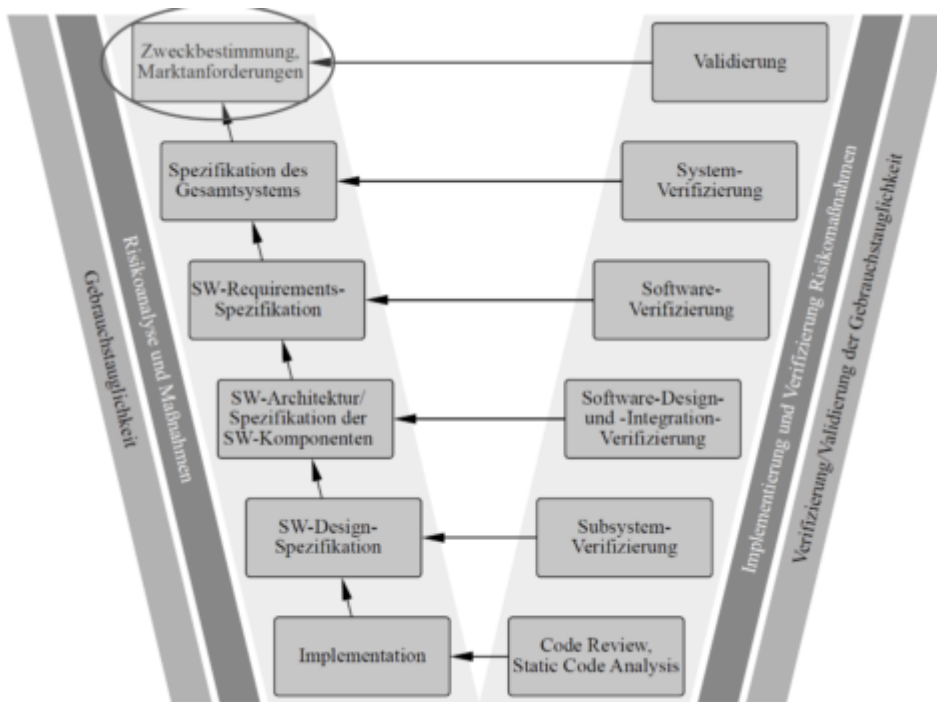 Zweckbestimmung,
Marktanforderungen
Validierung
Spezifikation des
Gesamtsystems
System-
Verifizierung
SW-Requirements-
Spezifikation
Software-
Verifizierung
SW-Architektur/
Spezifikation der
SW-Komponenten
Software-Design-
und -Integration-
Verifizierung
SW-Design-
Spezifikation
Subsystem-
Verifizierung
Implementation
Code Review,
Static Code Analysis
Gebrauchstauglichkeit
Risikoanalyse und Maßnahmen
Implementierung und Verifizierung Risikomaßnahmen
Verifizierung/Validierung der Gebrauchstauglichkeit